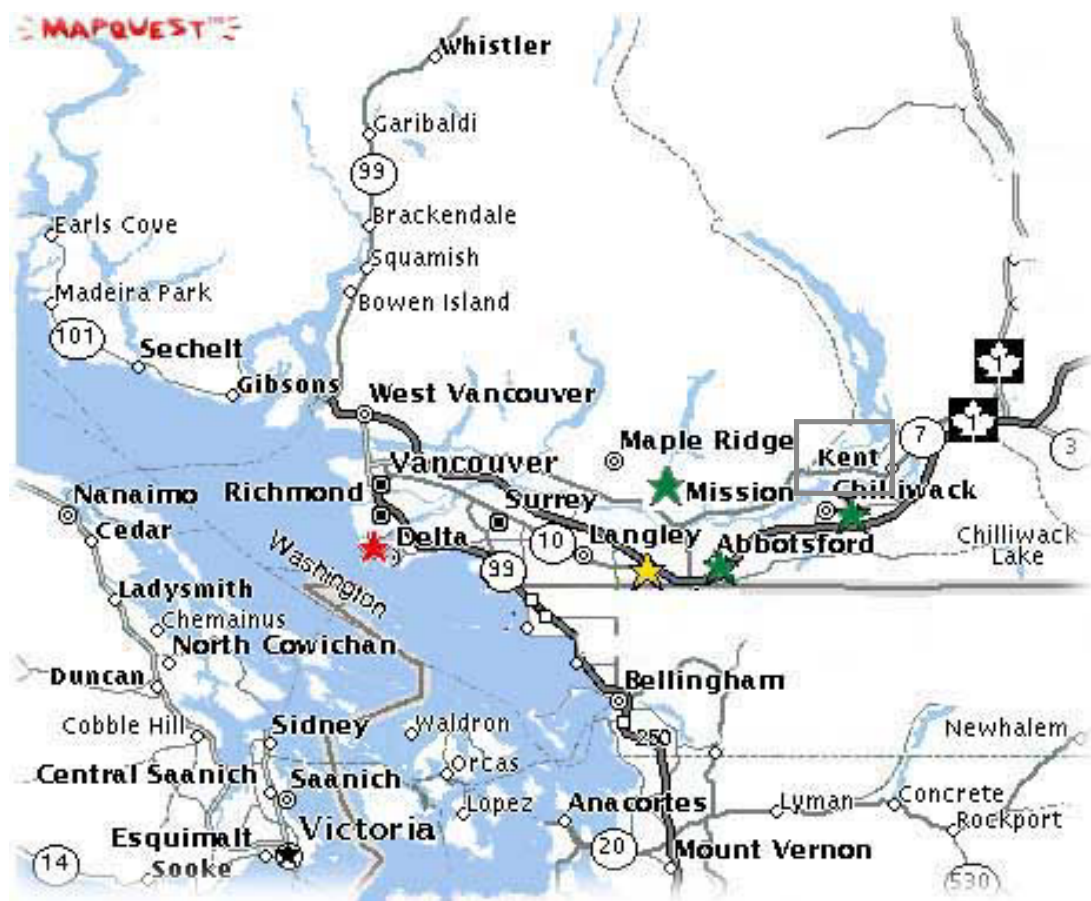 MAPQUEST™
Whistler
Garibaldi
99
Brackendale
Earls Cove
Squamish
Madeira Park
Bowen Island
101
Sechelt
1
Gibsons
West Vancouver
1
7
3
Maple Ridge
Kent
Vancouver
Richmond
Mission
Chilliwack
Nanaimo
Surrey
Cedar
Delta
10
Langley
Abbotsford
Chilliwack
Lake
Washington
99
Ladysmith
Chemainus
North Cowichan
Duncan
Bellingham
Cobble Hill
Sidney
Waldron
250
Newhalem
Orcas
Central Saanich
Saanich
Lopez
Anacortes
Lyman
Concrete
Rockport
Esquimalt
Victoria
14
Sooke
20
Mount Vernon
530